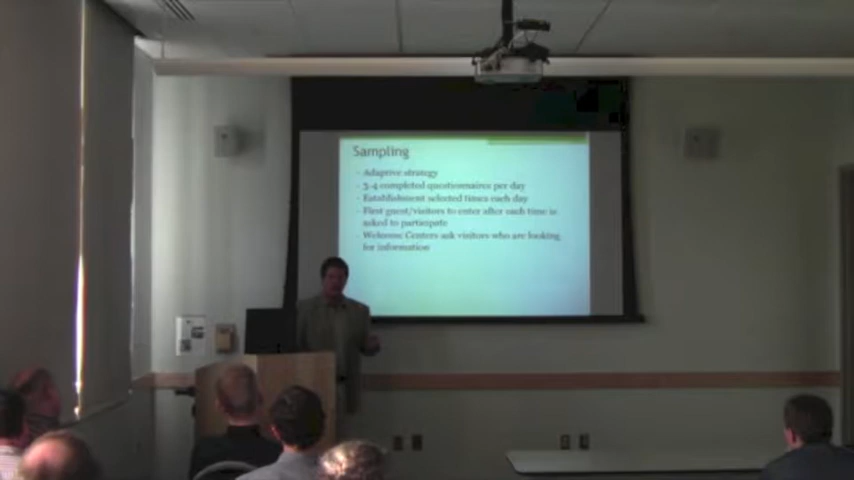 Sampling
- Adaptive strategy
- 3-4 completed questionnaires per day
- Establishment selected times each day
- First guest/visitors to enter after each time is
asked to participate
- Welcome Centers ask visitors who are looking
for information